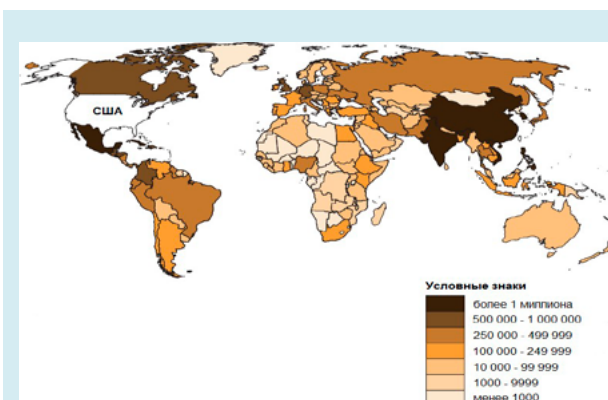 США
Условные знаки
более 1 миллиона
500 000 - 1 000 000
250 000 - 499 999
100 000 - 249 999
10 000 - 99 999
1000 - 9999
менее 1000